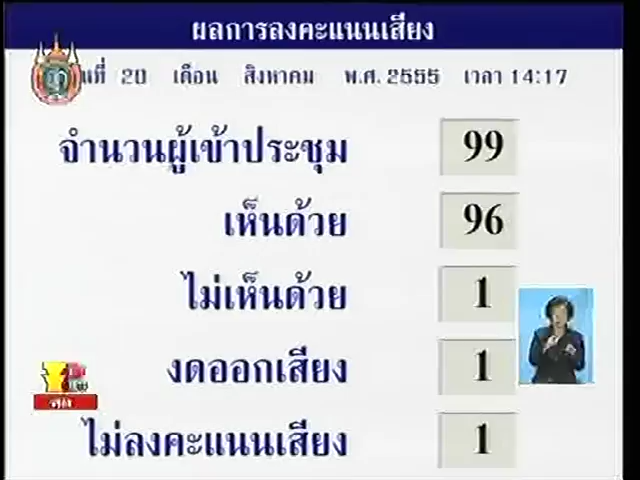 ผลการลงคะแนนเสียง
ที่ 20 เดือน สิงหาคม พ.ศ. 2555 เวลา 14:17
จำนวนผู้เข้าประชุม 99
เห็นด้วย 96
ไม่เห็นด้วย 1
งดออกเสียง 1
ไม่ลงคะแนนเสียง 1